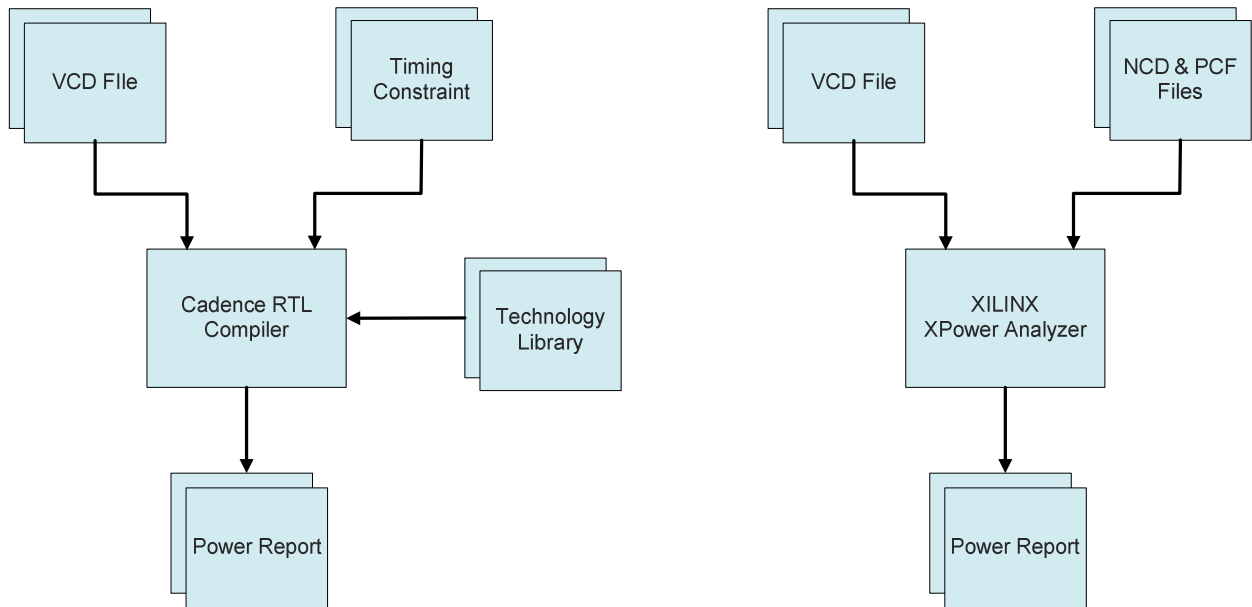 VCD FIle
Timing
Constraint
Cadence RTL
Compiler
Technology
Library
Power Report
VCD File
NCD & PCF
Files
XILINX
XPower Analyzer
Power Report